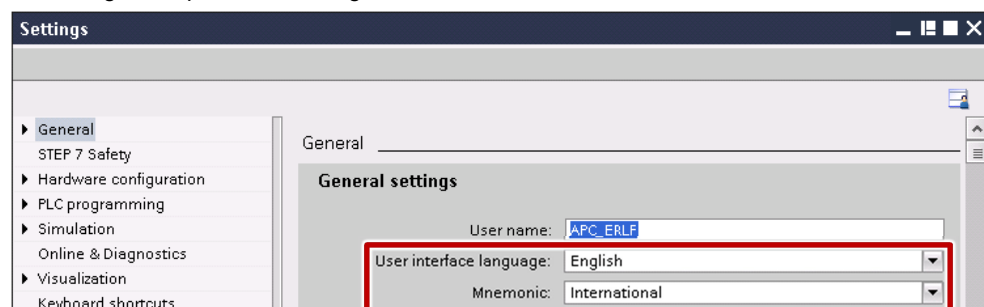 Settings
General
STEP 7 Safety
Hardware configuration
PLC programming
Simulation
Online & Diagnostics
Visualization
Keyboard shortcuts
General
General settings
User name: APC_ERLF
User interface language: English
Mnemonic: International